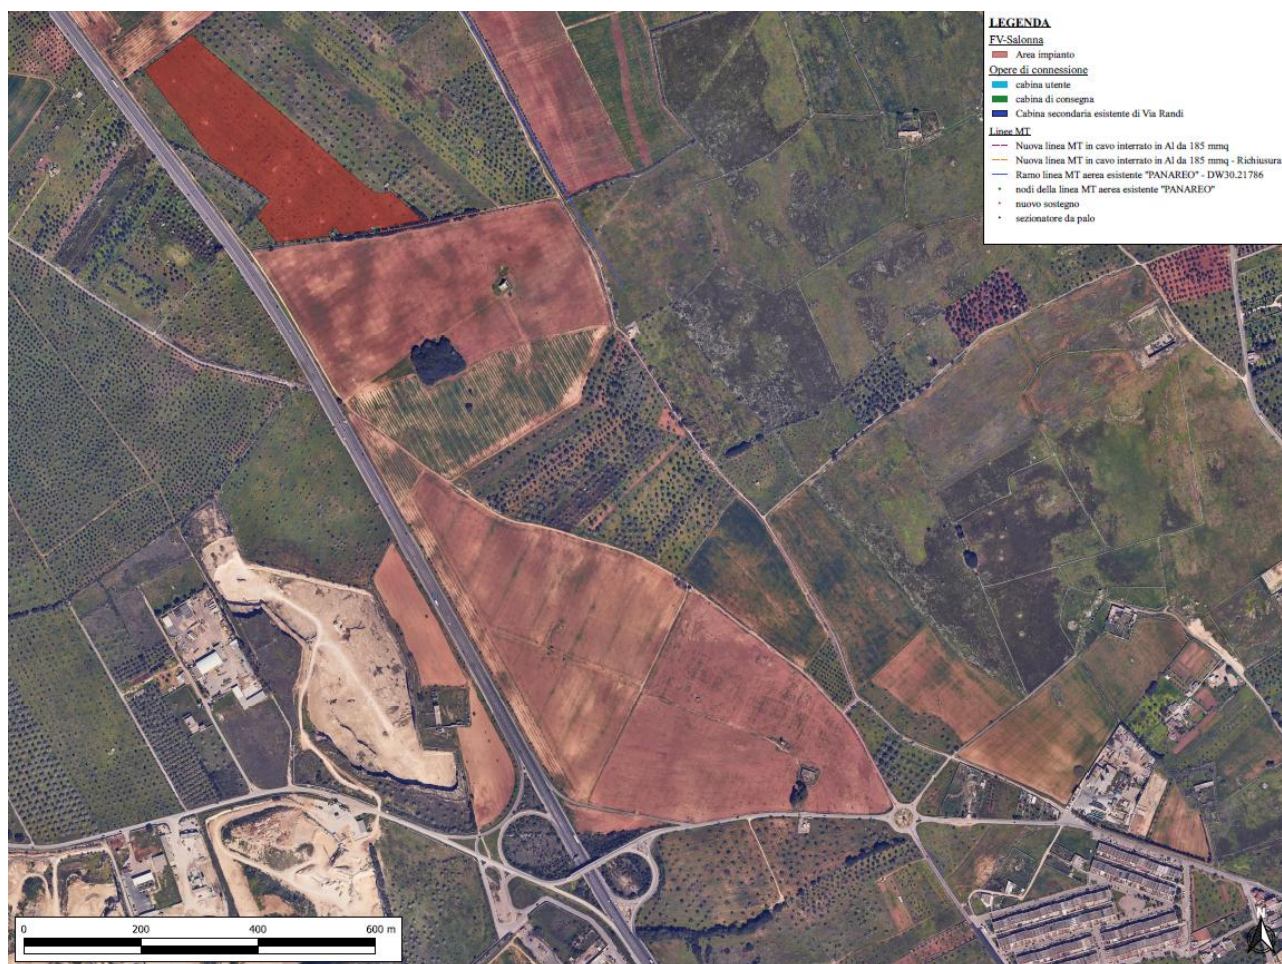 LEGENDA
FV-Salonna
Area impianto
Opere di connessione
cabina utente
cabina di consegna
Cabina secondaria esistente di Via Randi
Linee MT
Nuova linea MT in cavo interrato in Al da 185 mmq
Nuova linea MT in cavo interrato in Al da 185 mmq - Richiusura
Ramo linea MT aerea esistente "PANAREO" - DW30.21786
nodi della linea MT aerea esistente "PANAREO"
nuovo sostegno
sezionatore da palo
0 200 400 600 m